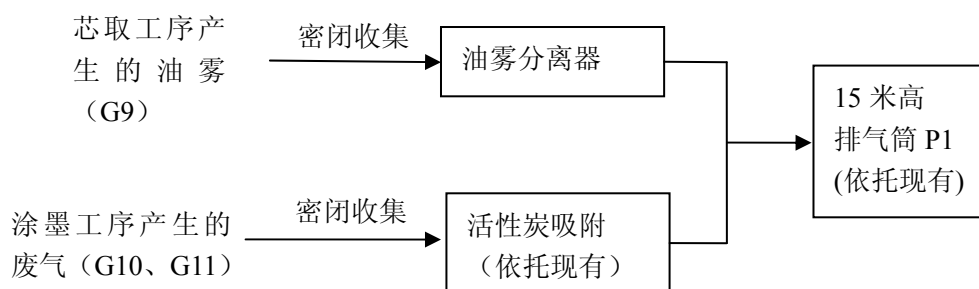 芯取工序产
生的油雾
（G9）
密闭收集
油雾分离器
15 米高
排气筒 P1
(依托现有)
涂墨工序产生的
废气（G10、G11）
密闭收集
活性炭吸附
（依托现有）